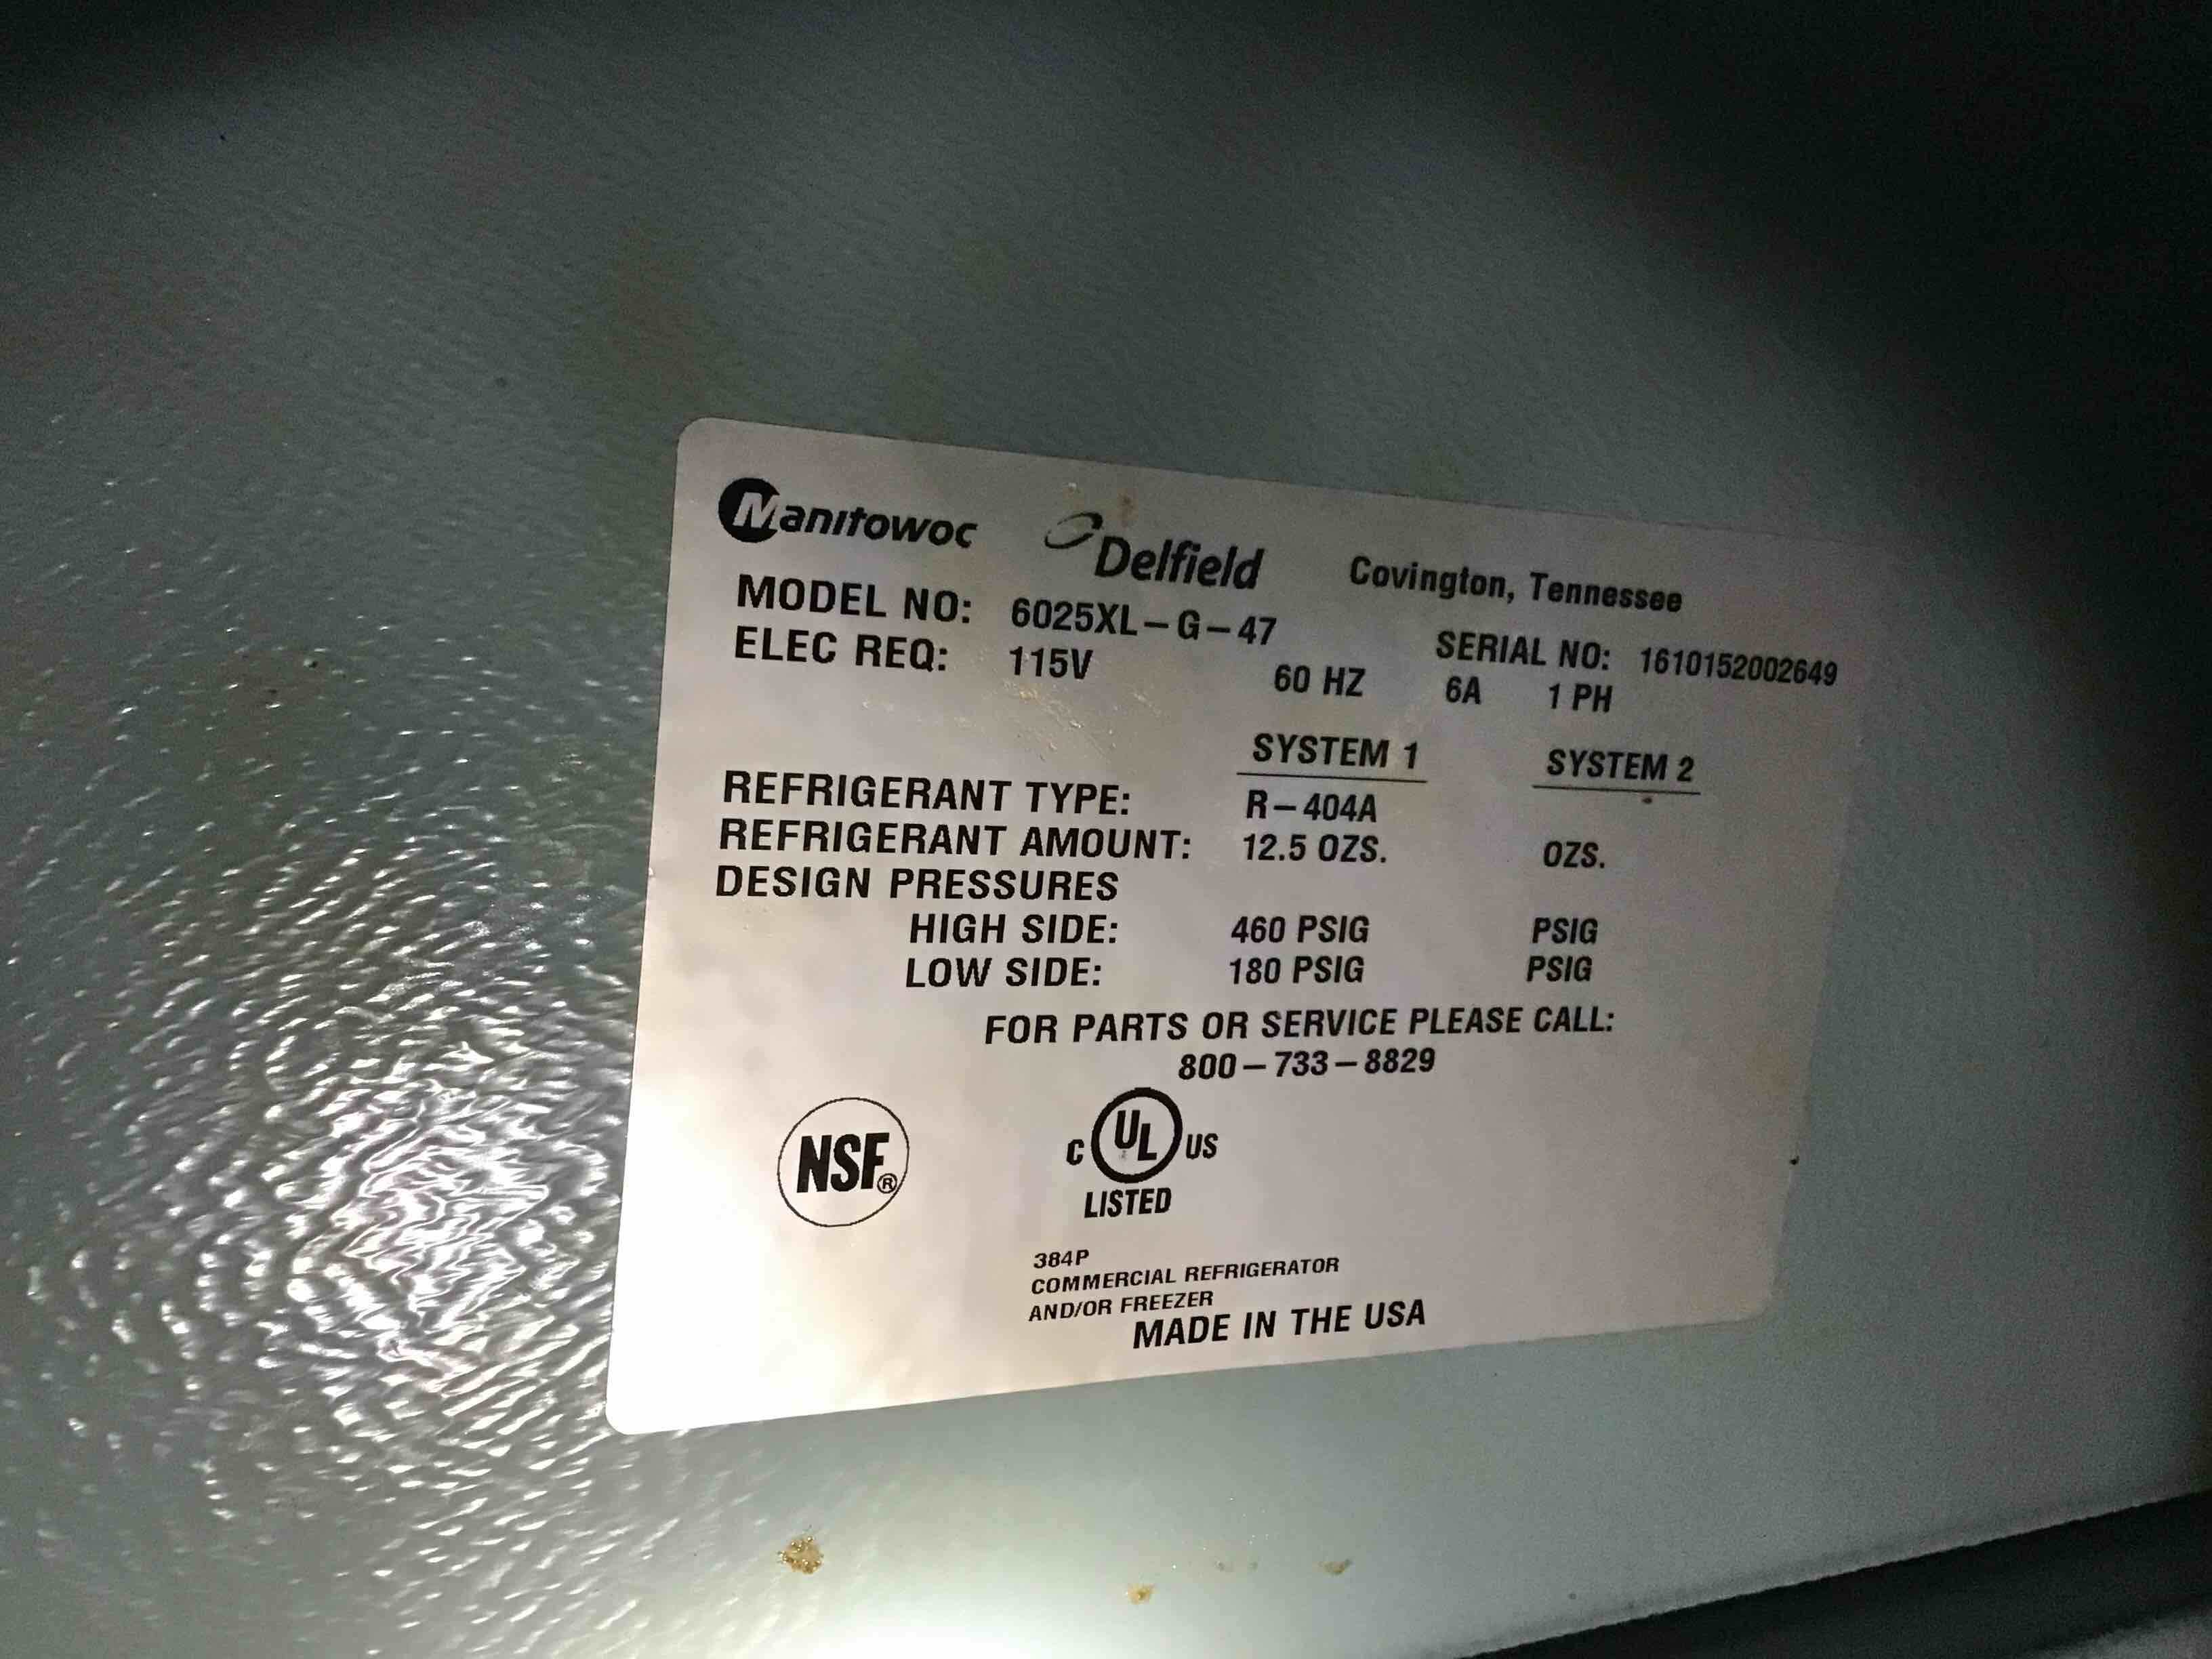 Manitowoc Delfield Covington, Tennessee
MODEL NO: 6025XL-G-47 SERIAL NO: 1610152002649
ELEC REQ: 115V 60 HZ 6A 1 PH
SYSTEM 1 SYSTEM 2
REFRIGERANT TYPE: R-404A
REFRIGERANT AMOUNT: 12.5 OZS. OZS.
DESIGN PRESSURES
HIGH SIDE: 460 PSIG PSIG
LOW SIDE: 180 PSIG PSIG
FOR PARTS OR SERVICE PLEASE CALL:
800-733-8829
NSF®
C UL US
LISTED
384P
COMMERCIAL REFRIGERATOR
AND/OR FREEZER
MADE IN THE USA